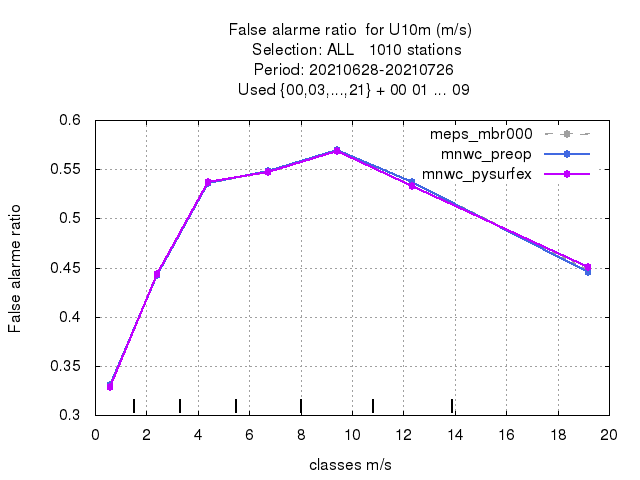 False alarme ratio  for U10m (m/s)
Selection: ALL   1010 stations
Period: 20210628-20210726
Used {00,03,...,21} + 00 01 ... 09
meps_mbr000
mnwc_preop
mnwc_pysurfex
False alarme ratio
0.6
0.55
0.5
0.45
0.4
0.35
0.3
0 2 4 6 8 10 12 14 16 18 20
classes m/s